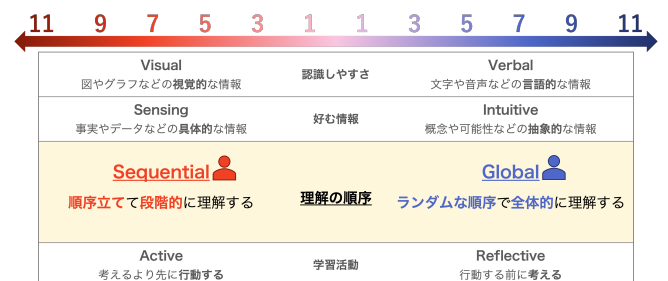 11 9 7 5 3 1 1 3 5 7 9 11
Visual 認識しやすさ Verbal
図やグラフなどの視覚的な情報 文字や音声などの言語的な情報
Sensing 好む情報 Intuitive
事実やデータなどの具体的な情報 概念や可能性などの抽象的な情報
Sequential Global
順序立てて段階的に理解する 理解の順序 ランダムな順序で全体的に理解する
Active 学習活動 Reflective
考えるより先に行動する 行動する前に考える